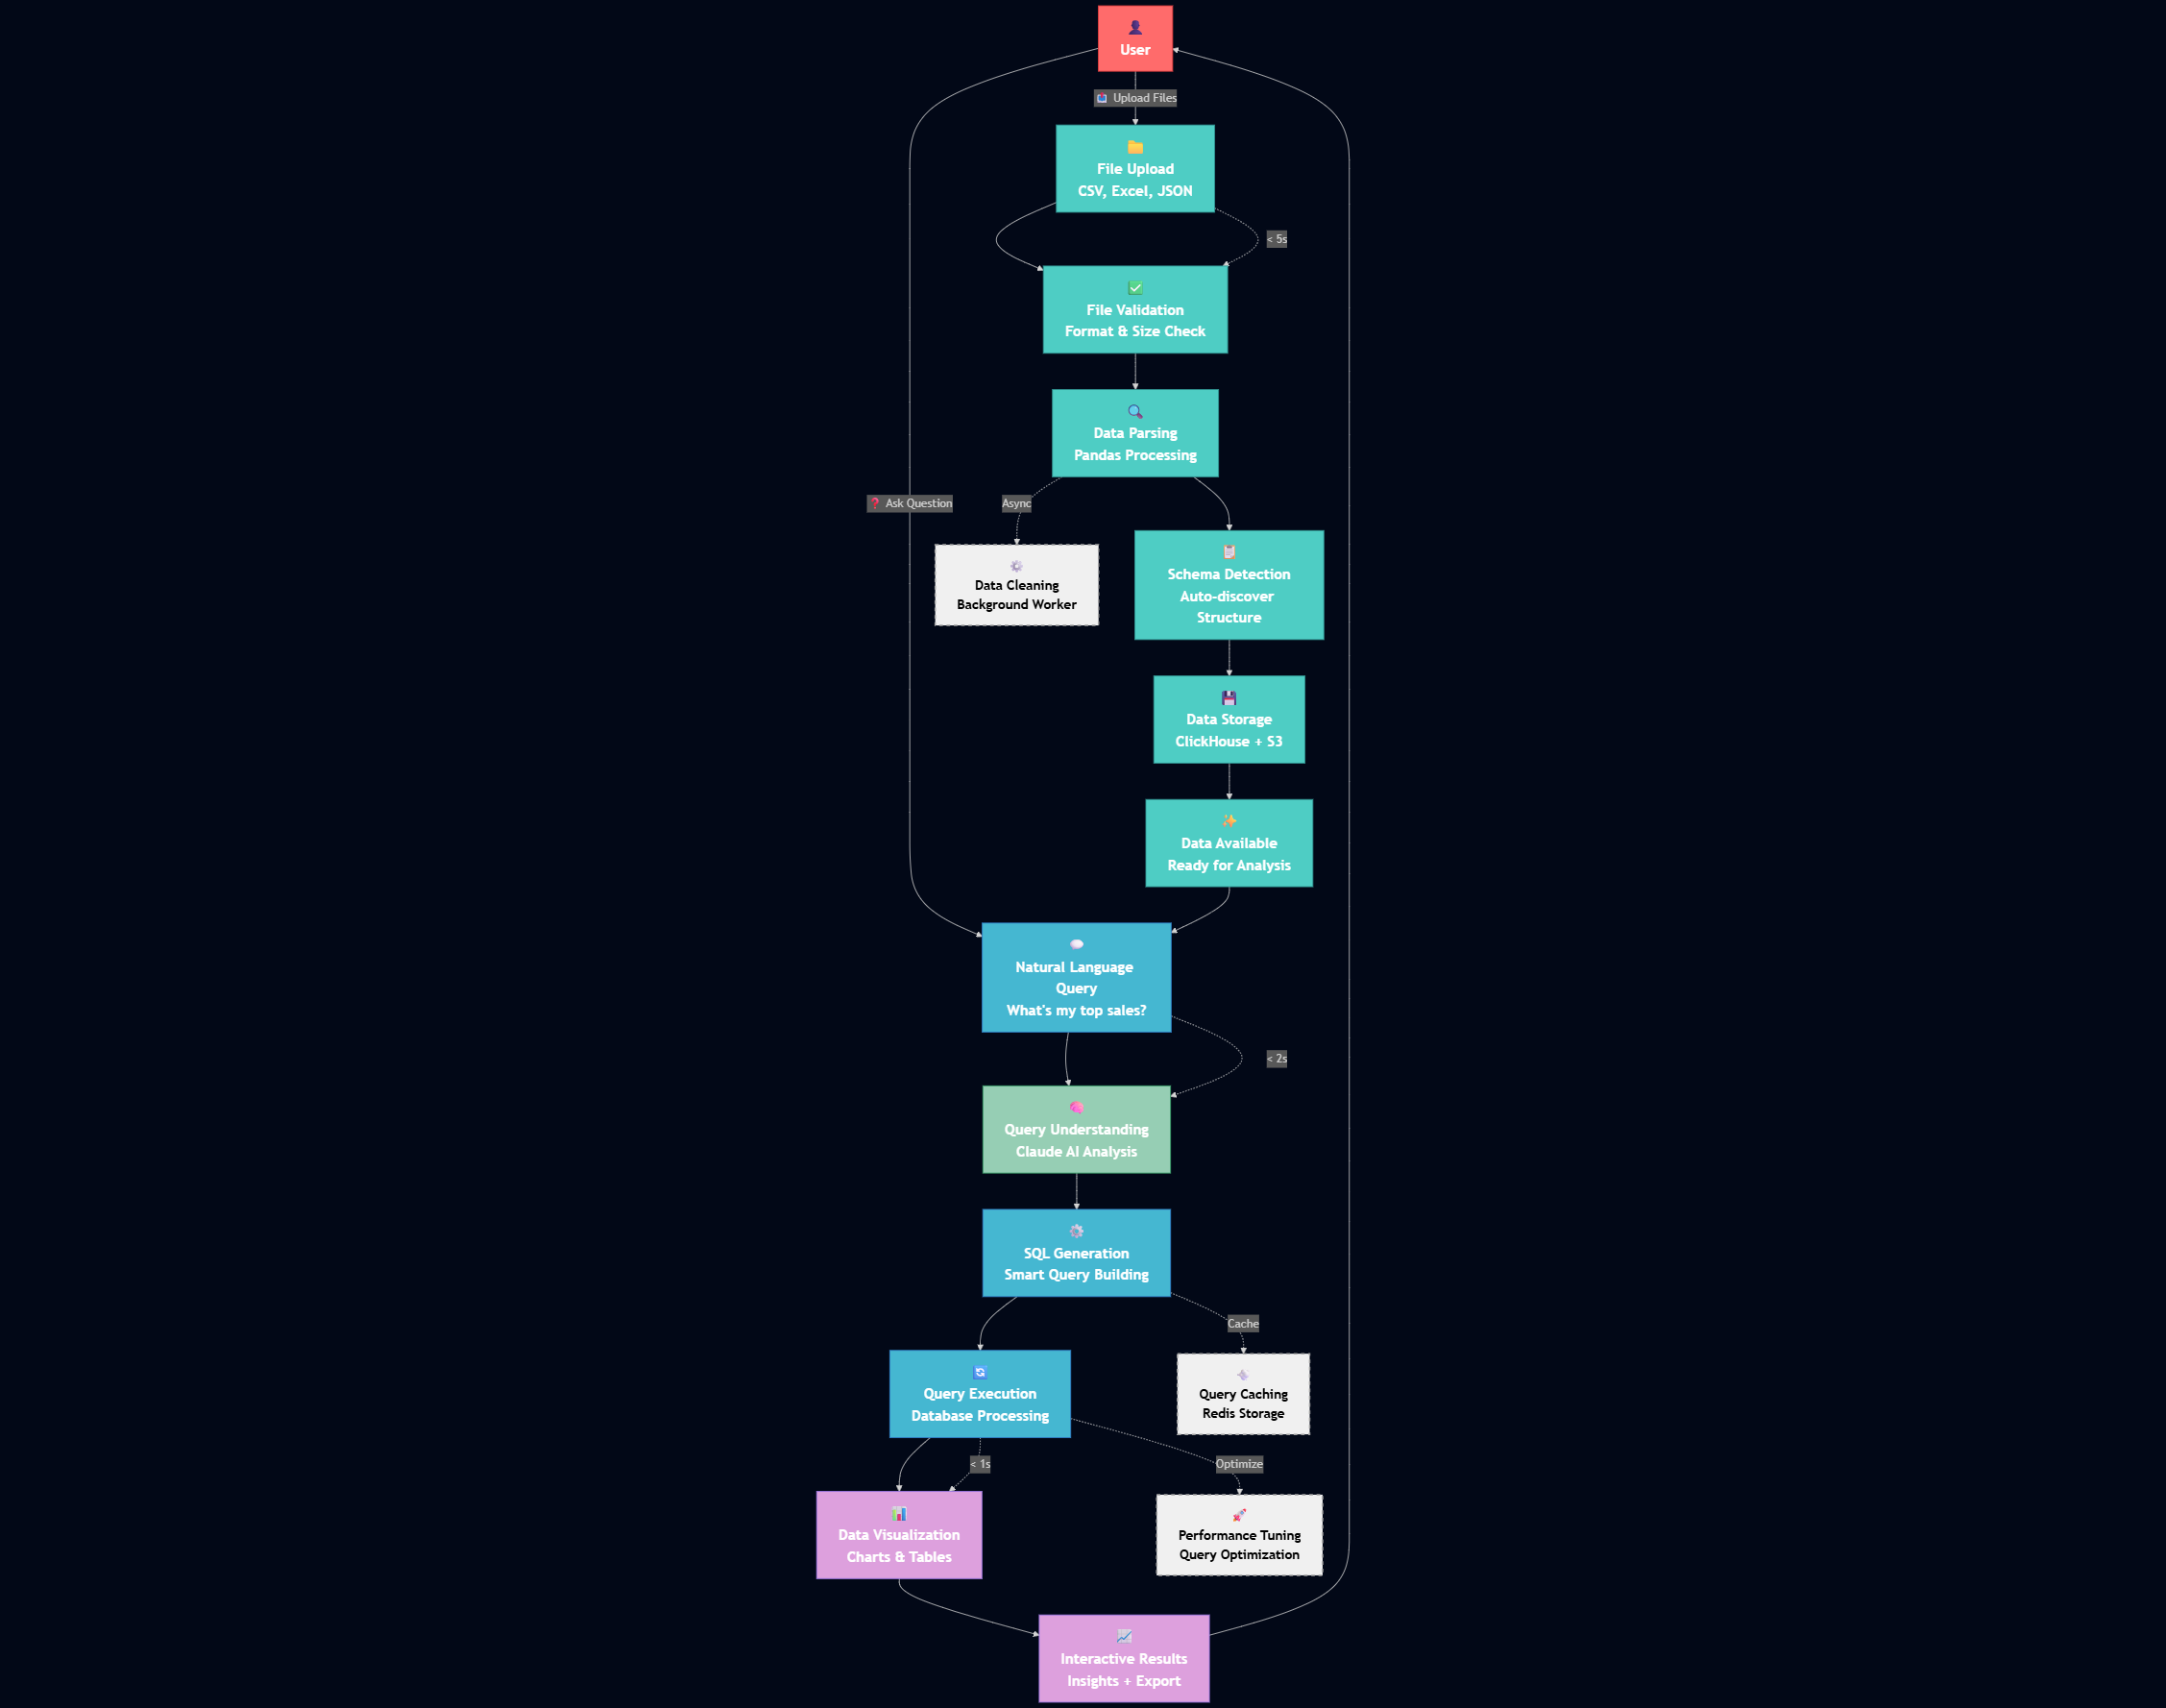 User
Upload Files
File Upload
CSV, Excel, JSON
< 5s
File Validation
Format & Size Check
Data Parsing
Pandas Processing
Ask Question
Async
Data Cleaning
Background Worker
Schema Detection
Auto-discover
Structure
Data Storage
ClickHouse + S3
Data Available
Ready for Analysis
Natural Language
Query
What's my top sales?
< 2s
Query Understanding
Claude AI Analysis
SQL Generation
Smart Query Building
Cache
Query Execution
Database Processing
Query Caching
Redis Storage
< 1s
Optimize
Data Visualization
Charts & Tables
Performance Tuning
Query Optimization
Interactive Results
Insights + Export